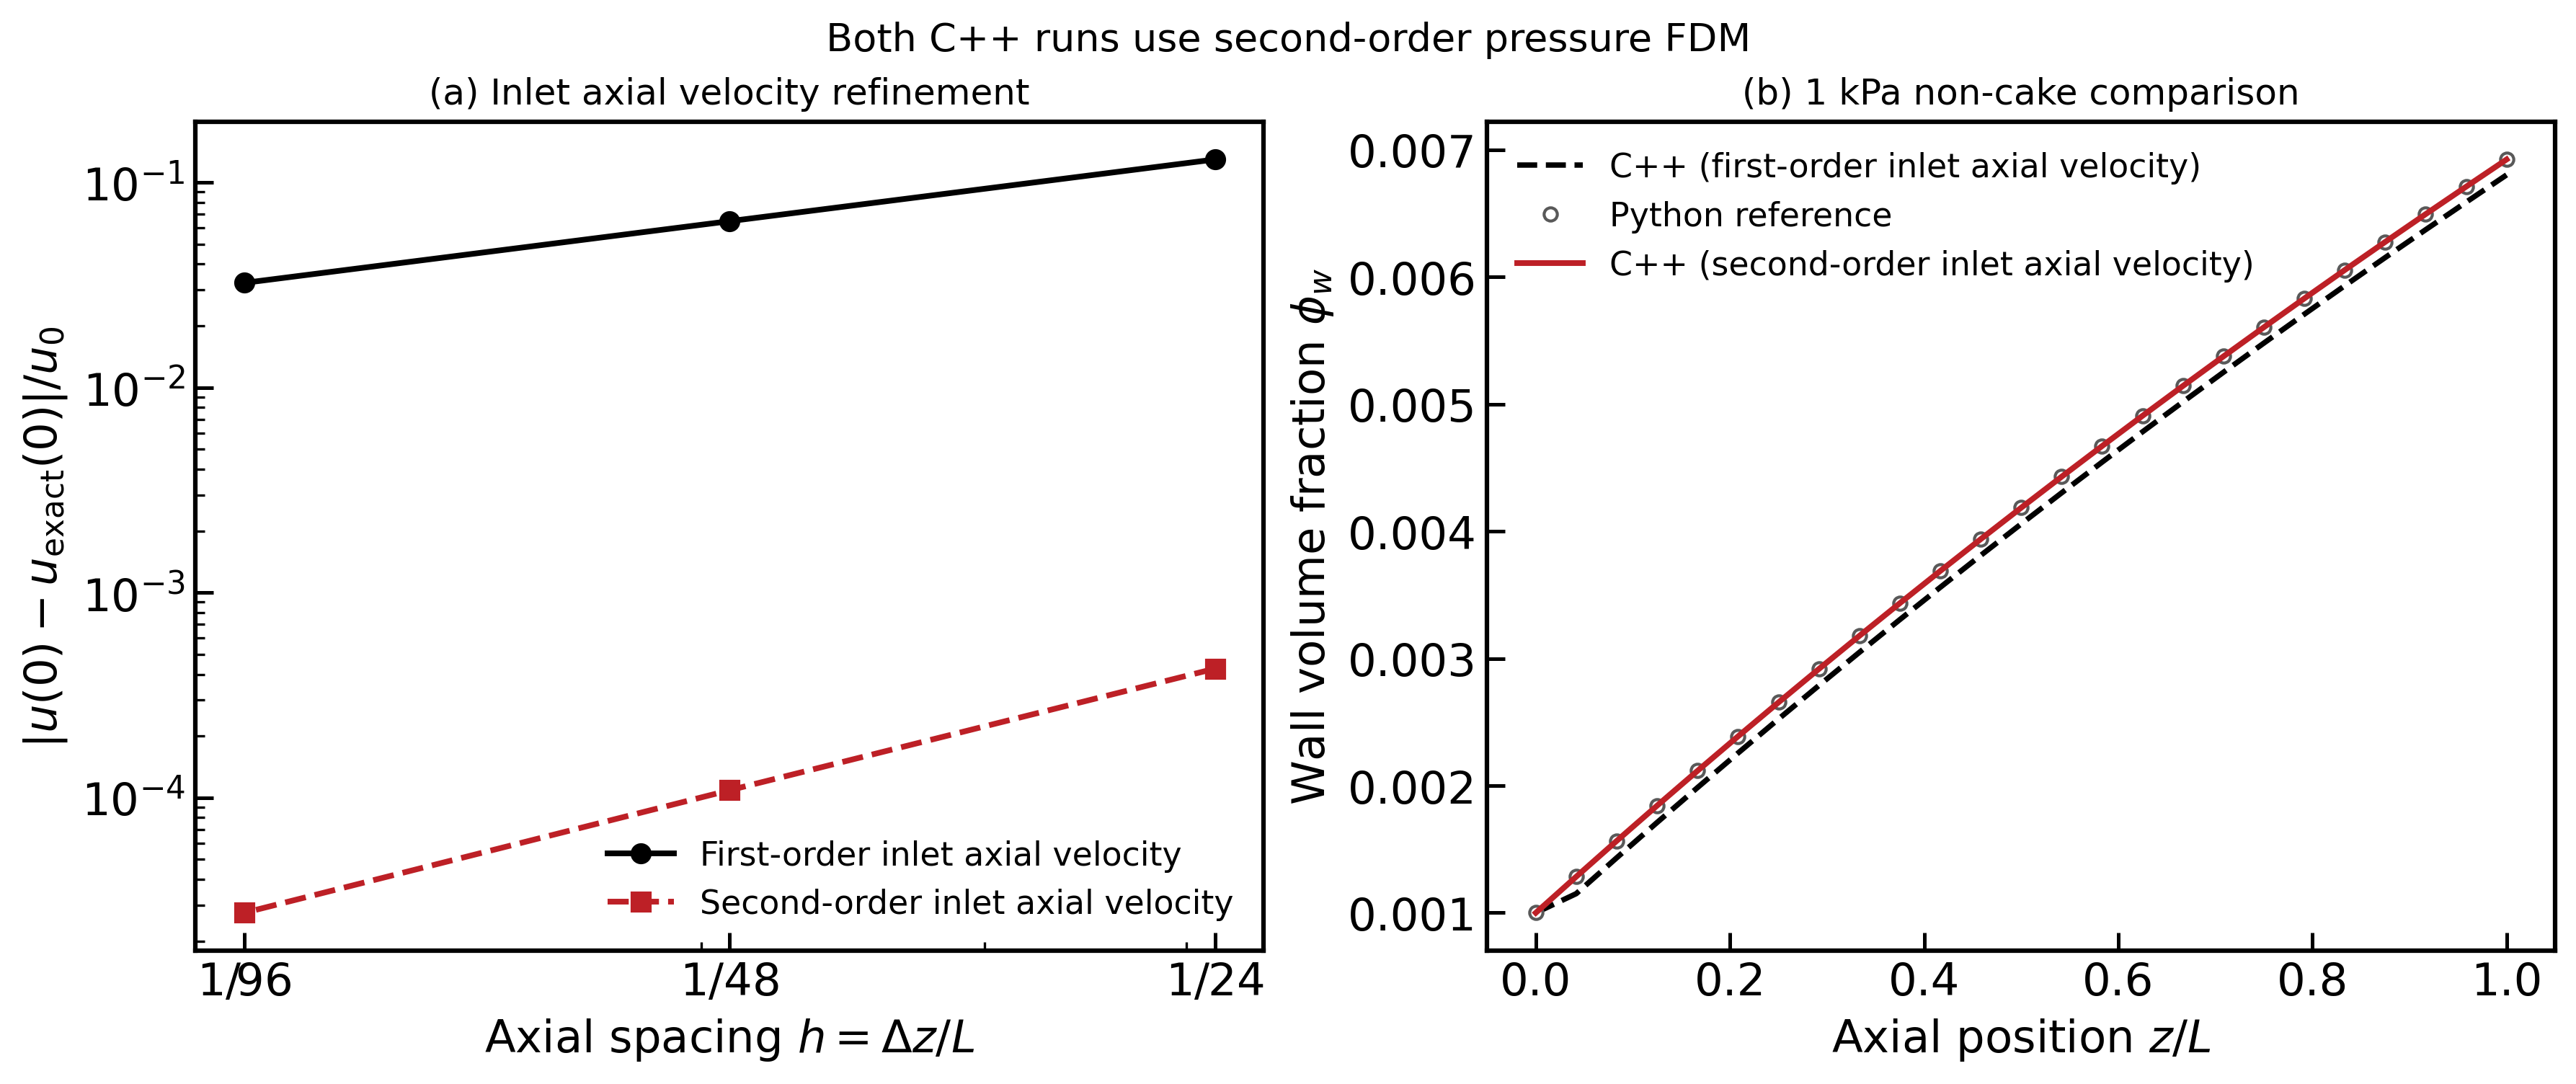 Both C++ runs use second-order pressure FDM
(a) Inlet axial velocity refinement
|u(0) − u_exact(0)|/u_0
10^−1
10^−2
10^−3
10^−4
First-order inlet axial velocity
Second-order inlet axial velocity
1/96 1/48 1/24
Axial spacing h = Δz/L
(b) 1 kPa non-cake comparison
Wall volume fraction ϕ_w
0.007
0.006
0.005
0.004
0.003
0.002
0.001
C++ (first-order inlet axial velocity)
Python reference
C++ (second-order inlet axial velocity)
0.0 0.2 0.4 0.6 0.8 1.0
Axial position z/L